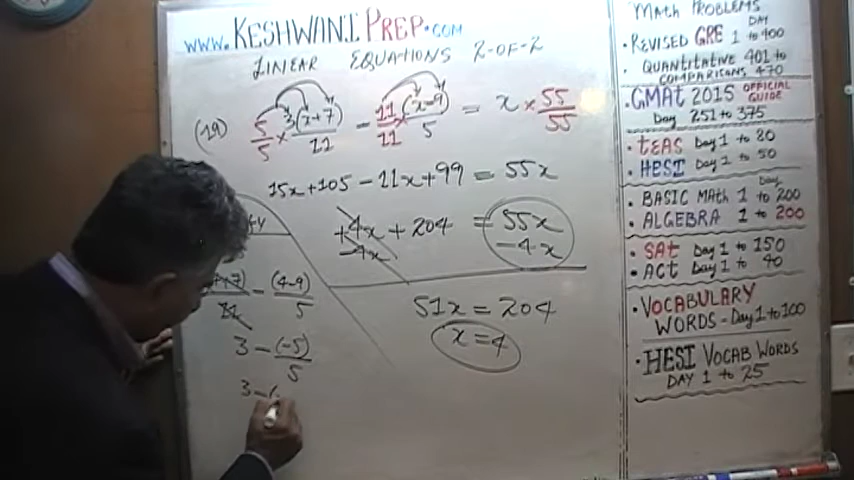 www.KESHWANI PREP.COM
LINEAR EQUATIONS 2-OF-2
(19) 5/5 × 3(x+7)/11 - 11/11 × (x-9)/5 = x × 55/55
15x+105-11x+99 = 55x
+4x + 204 = 55x
-4x -4x
51x = 204
x=4
- (4-9)/5
3 - (-5)/5
3-(
MATH PROBLEMS
DAY
• REVISED GRE 1 to 400
• QUANTITATIVE 401 to
COMPARISONS 470
• GMAT 2015 OFFICIAL GUIDE
Day 251 to 375
• TEAS Day 1 to 80
• HESI Day 1 to 50
Day
• BASIC MATH 1 to 200
• ALGEBRA 1 to 200
• SAT Day 1 to 150
• ACT Day 1 to 40
• VOCABULARY
WORDS - Day 1 to 100
• HESI VOCAB WORDS
DAY 1 to 25